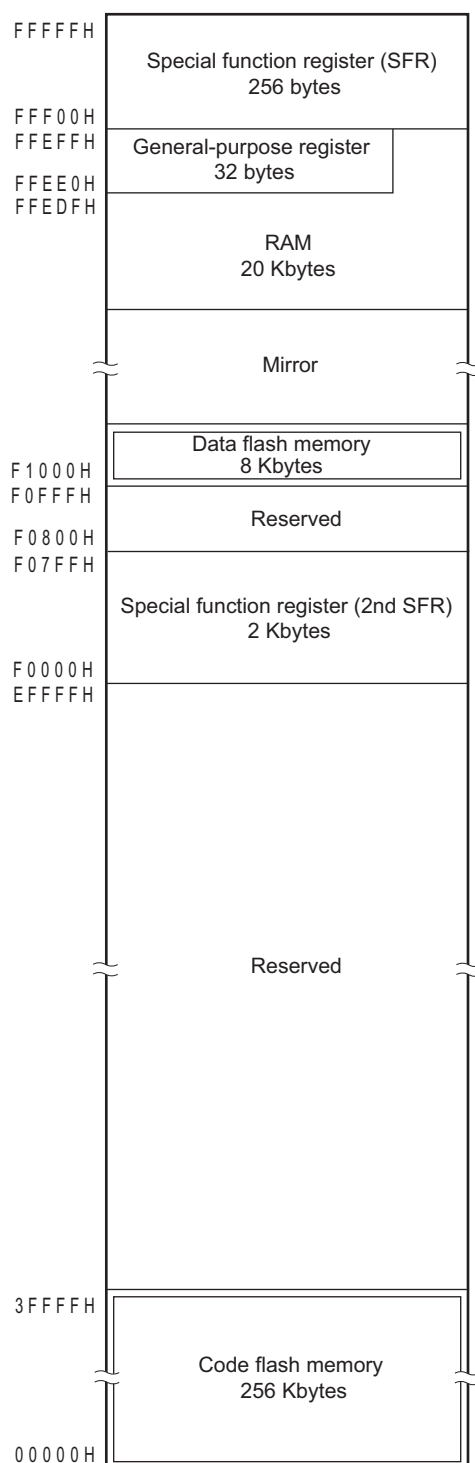 FFFFFH
Special function register (SFR)
256 bytes
FFF00H
FFEFFH
General-purpose register
32 bytes
FFEE0H
FFEDFH
RAM
20 Kbytes
Mirror
Data flash memory
8 Kbytes
F1000H
F0FFFH
Reserved
F0800H
F07FFH
Special function register (2nd SFR)
2 Kbytes
F0000H
EFFFFH
Reserved
3FFFFH
Code flash memory
256 Kbytes
00000H